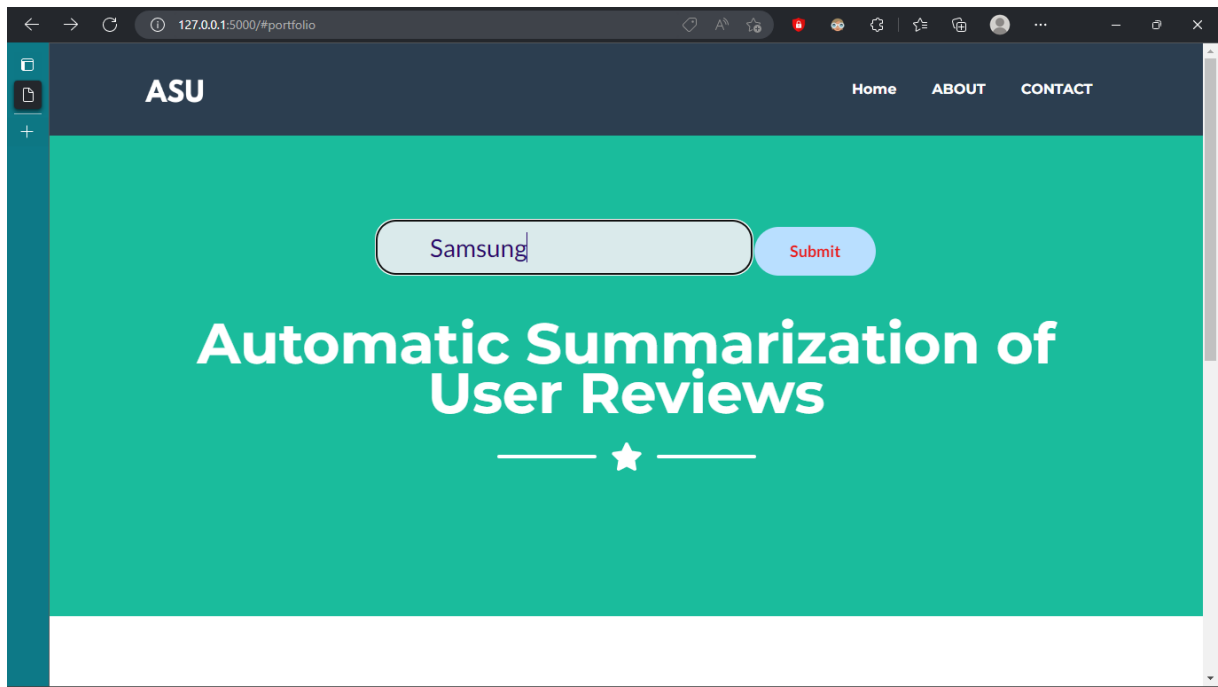 127.0.0.1:5000/#portfolio
ASU
Home ABOUT CONTACT
Samsung
Submit
Automatic Summarization of
User Reviews